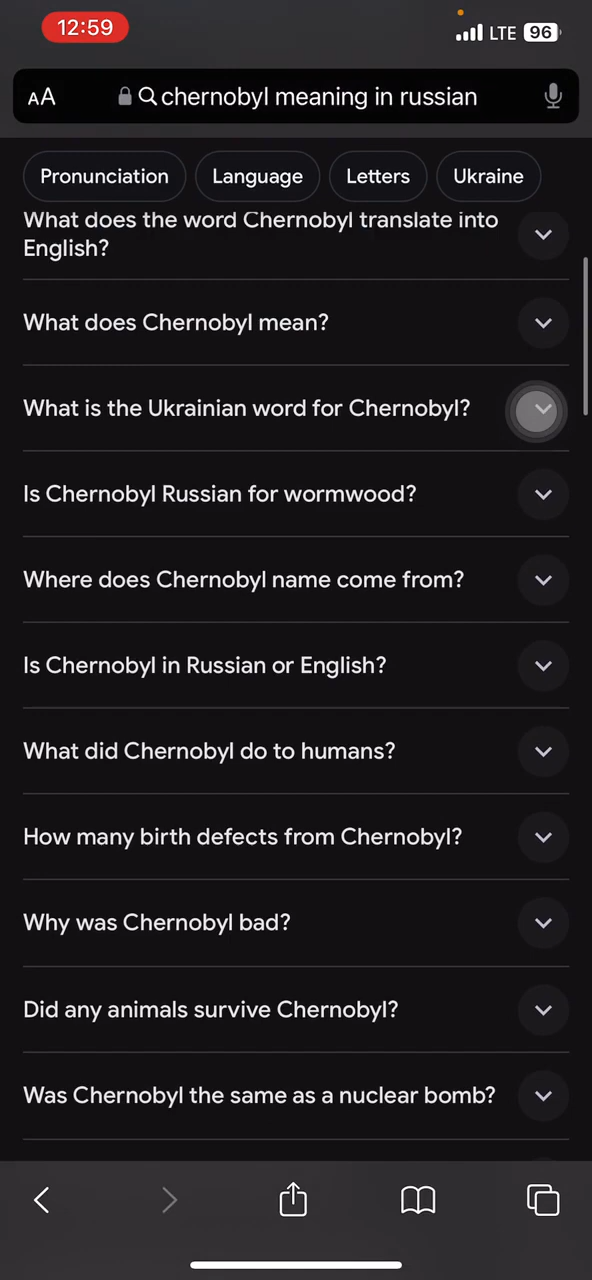 12:59
LTE 96
AA chernobyl meaning in russian
Pronunciation Language Letters Ukraine
What does the word Chernobyl translate into
English?
What does Chernobyl mean?
What is the Ukrainian word for Chernobyl?
Is Chernobyl Russian for wormwood?
Where does Chernobyl name come from?
Is Chernobyl in Russian or English?
What did Chernobyl do to humans?
How many birth defects from Chernobyl?
Why was Chernobyl bad?
Did any animals survive Chernobyl?
Was Chernobyl the same as a nuclear bomb?